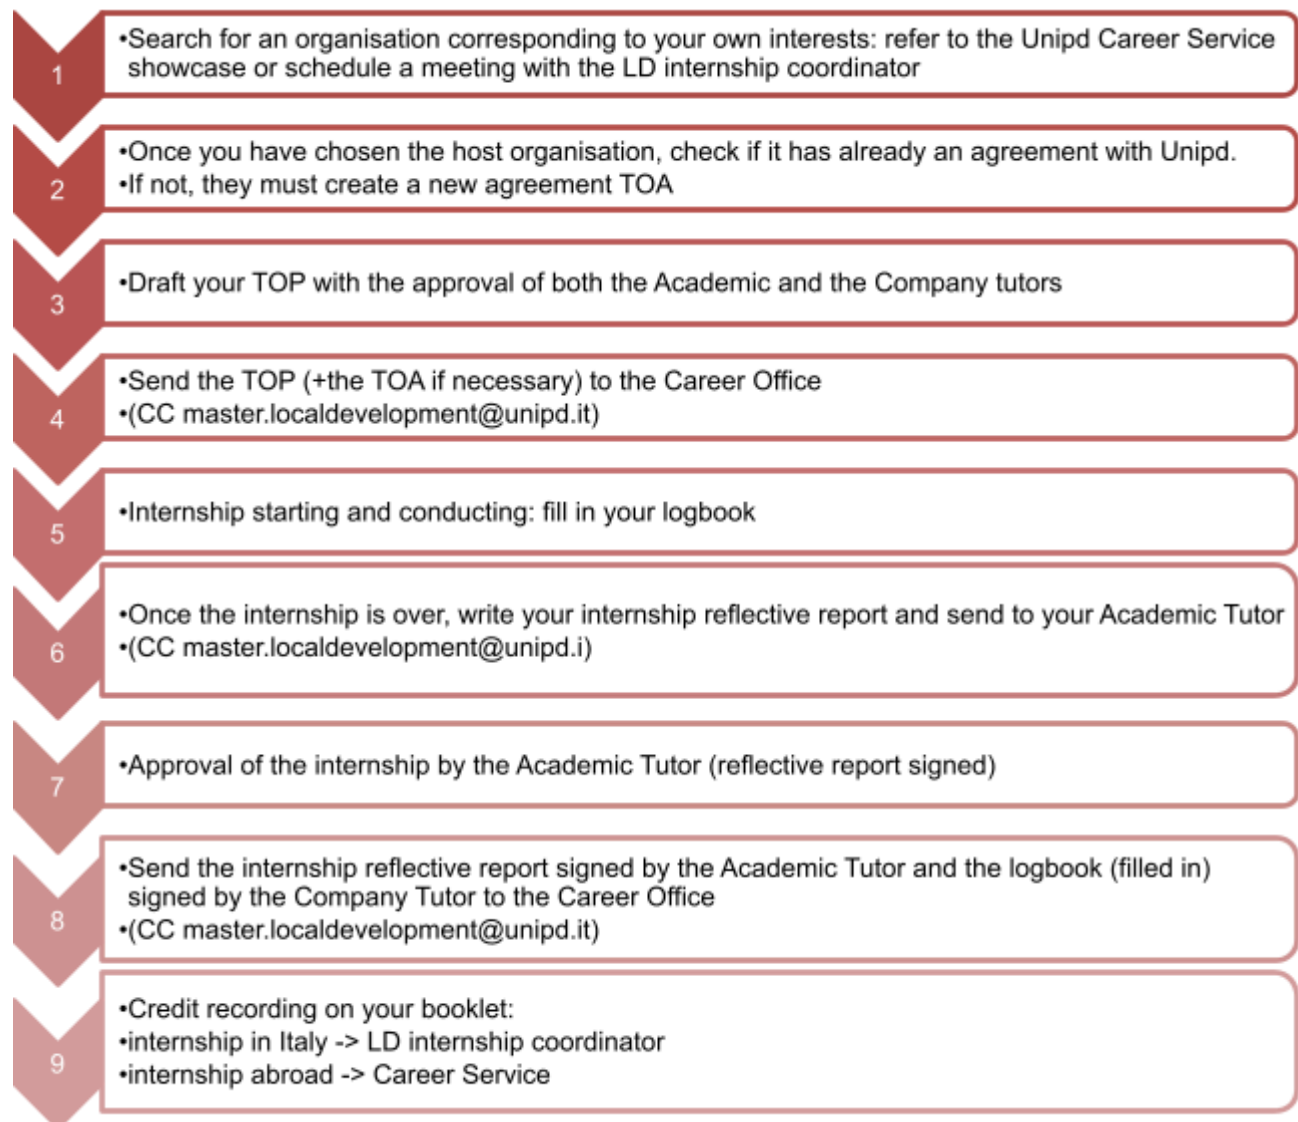 1
•Search for an organisation corresponding to your own interests: refer to the Unipd Career Service
showcase or schedule a meeting with the LD internship coordinator
2
•Once you have chosen the host organisation, check if it has already an agreement with Unipd.
•If not, they must create a new agreement TOA
3
•Draft your TOP with the approval of both the Academic and the Company tutors
4
•Send the TOP (+the TOA if necessary) to the Career Office
•(CC master.localdevelopment@unipd.it)
5
•Internship starting and conducting: fill in your logbook
6
•Once the internship is over, write your internship reflective report and send to your Academic Tutor
•(CC master.localdevelopment@unipd.i)
7
•Approval of the internship by the Academic Tutor (reflective report signed)
8
•Send the internship reflective report signed by the Academic Tutor and the logbook (filled in)
signed by the Company Tutor to the Career Office
•(CC master.localdevelopment@unipd.it)
9
•Credit recording on your booklet:
•internship in Italy -> LD internship coordinator
•internship abroad -> Career Service